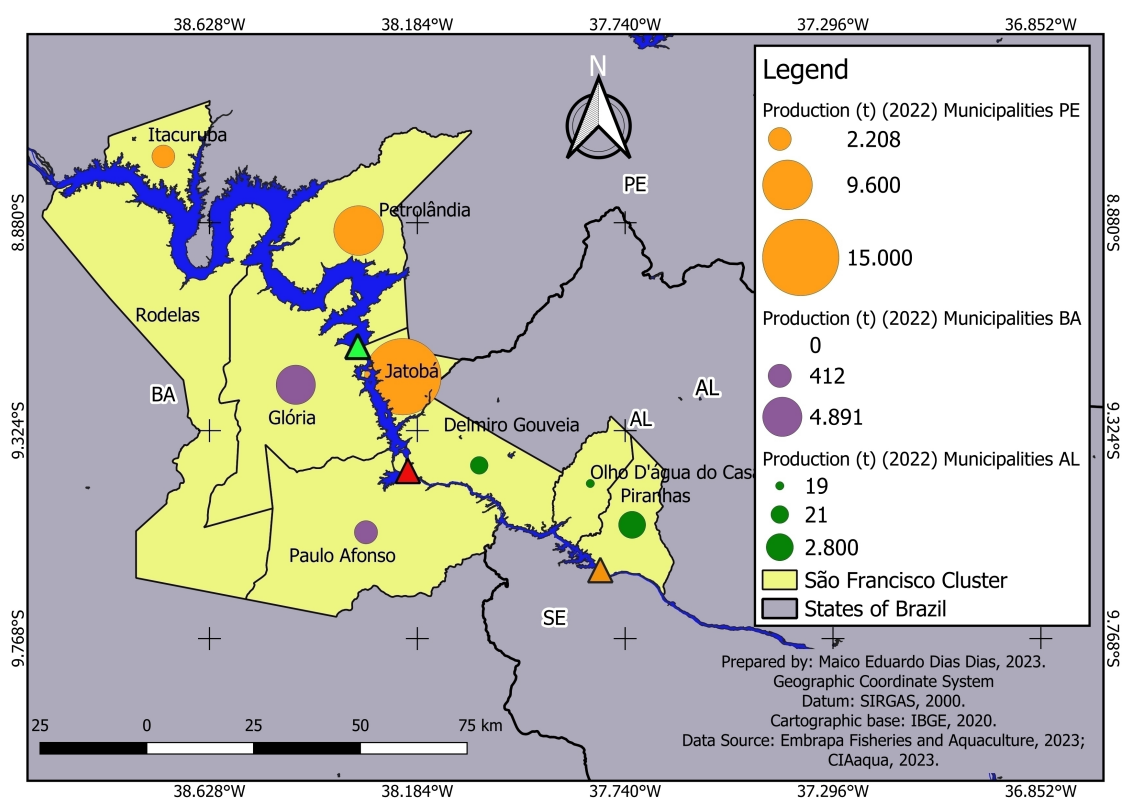 38.628°W 38.184°W 37.740°W 37.296°W 36.852°W
N
Legend
Production (t) (2022) Municipalities PE
2.208
9.600
15.000
Production (t) (2022) Municipalities BA
0
412
4.891
Production (t) (2022) Municipalities AL
19
21
2.800
São Francisco Cluster
States of Brazil
Itacuruba
PE
Petrolândia
8.880°S
8.880°S
Rodelas
Jatobá
BA
AL
Glória
Delmiro Gouveia
AL
9.324°S
9.324°S
Olho D'água do Casa
Piranhas
Paulo Afonso
SE
9.768°S
9.768°S
Prepared by: Maico Eduardo Dias Dias, 2023.
Geographic Coordinate System
Datum: SIRGAS, 2000.
Cartographic base: IBGE, 2020.
Data Source: Embrapa Fisheries and Aquaculture, 2023;
CIAaqua, 2023.
25 0 25 50 75 km
38.628°W 38.184°W 37.740°W 37.296°W 36.852°W